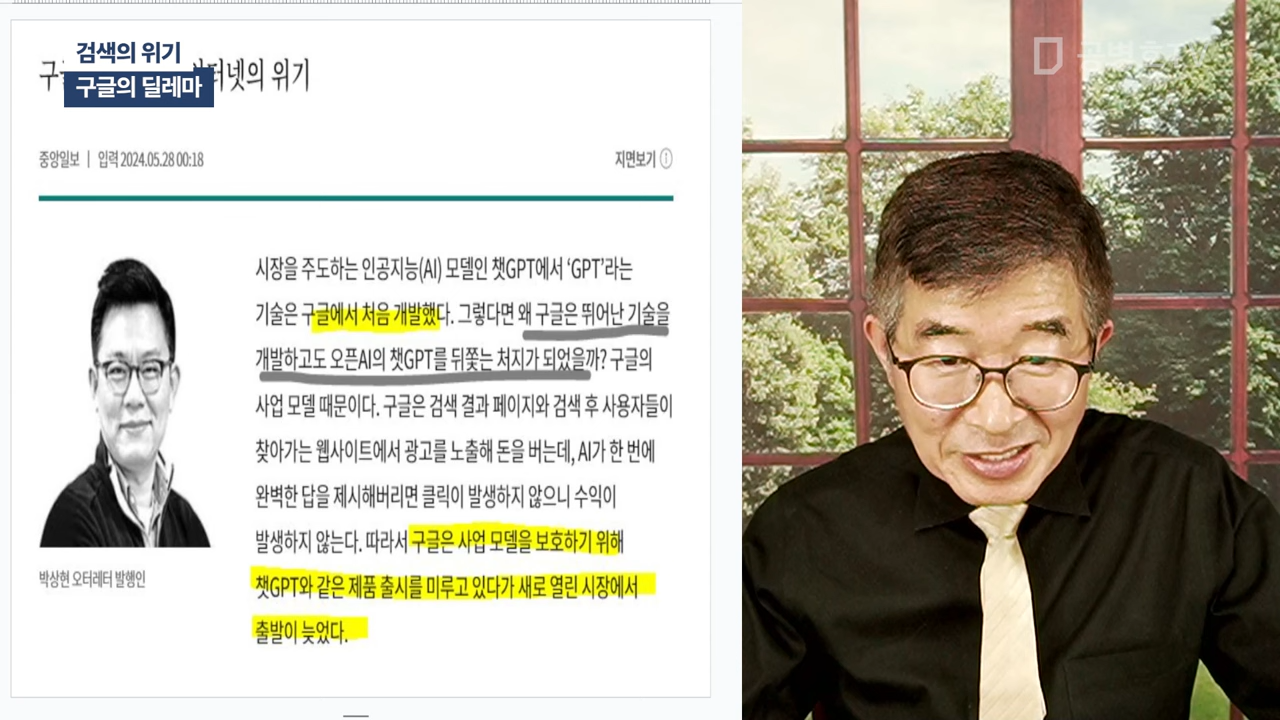 검색의 위기
구글의 딜레마
터넷의 위기
중앙일보 | 입력 2024.05.28 00:18
지면보기
시장을 주도하는 인공지능(AI) 모델인 챗GPT에서 ‘GPT’라는
기술은 구글에서 처음 개발했다. 그렇다면 왜 구글은 뛰어난 기술을
개발하고도 오픈AI의 챗GPT를 뒤쫓는 처지가 되었을까? 구글의
사업 모델 때문이다. 구글은 검색 결과 페이지와 검색 후 사용자들이
찾아가는 웹사이트에서 광고를 노출해 돈을 버는데, AI가 한 번에
완벽한 답을 제시해버리면 클릭이 발생하지 않으니 수익이
발생하지 않는다. 따라서 구글은 사업 모델을 보호하기 위해
챗GPT와 같은 제품 출시를 미루고 있다가 새로 열린 시장에서
출발이 늦었다.
박상현 오터레터 발행인